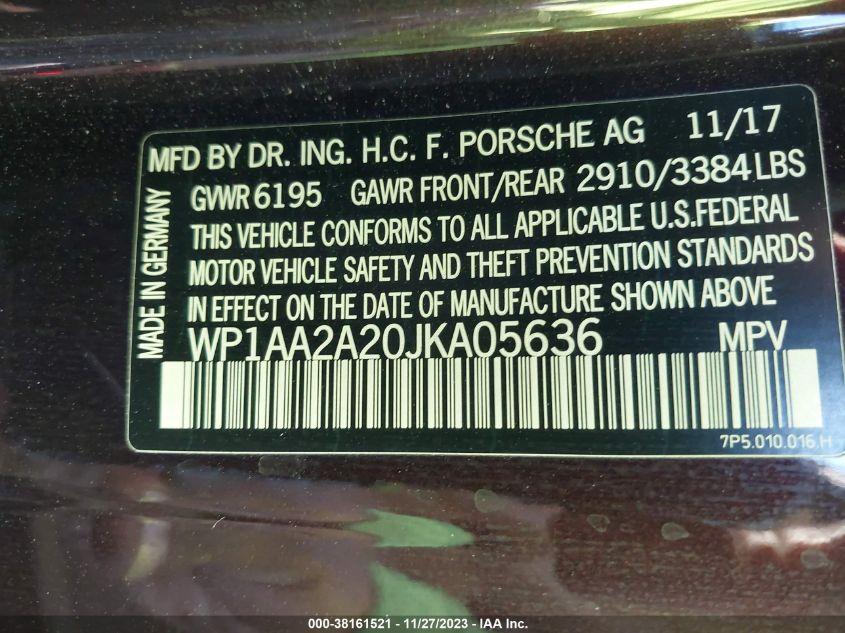 MFD BY DR. ING. H.C. F. PORSCHE AG 11/17
GVWR 6195 GAWR FRONT/REAR 2910/3384 LBS
THIS VEHICLE CONFORMS TO ALL APPLICABLE U.S.FEDERAL
MOTOR VEHICLE SAFETY AND THEFT PREVENTION STANDARDS
IN EFFECT ON THE DATE OF MANUFACTURE SHOWN ABOVE
WP1AA2A20JKA05636 MPV
MADE IN GERMANY
7P5.010.016.H
000-38161521 - 11/27/2023 - IAA Inc.